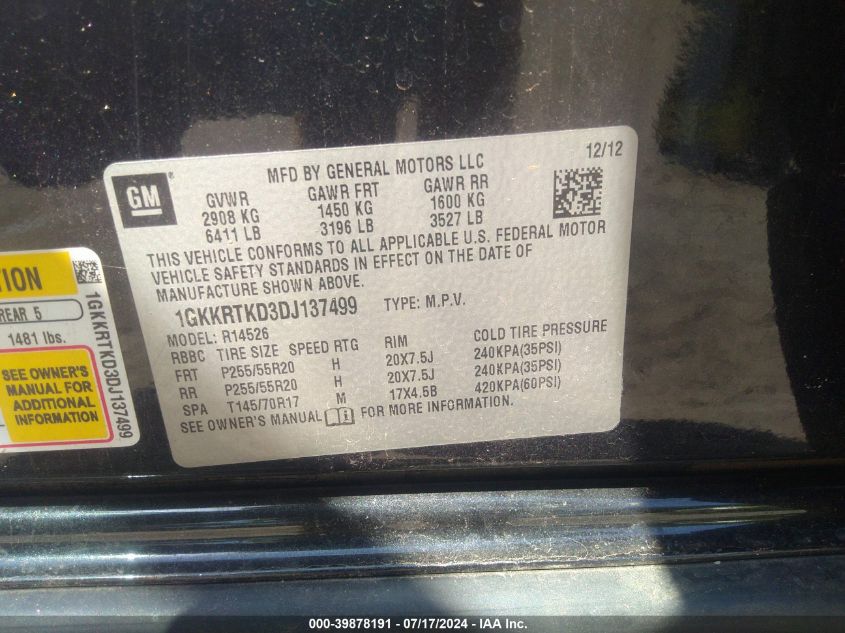 MFD BY GENERAL MOTORS LLC 12/12
GM
GVWR GAWR FRT GAWR RR
2908 KG 1450 KG 1600 KG
6411 LB 3196 LB 3527 LB
THIS VEHICLE CONFORMS TO ALL APPLICABLE U.S. FEDERAL MOTOR
VEHICLE SAFETY STANDARDS IN EFFECT ON THE DATE OF
MANUFACTURE SHOWN ABOVE.
1GKKRTKD3DJ137499 TYPE: M.P.V.
MODEL: R14526
RBBC TIRE SIZE SPEED RTG RIM COLD TIRE PRESSURE
FRT P255/55R20 H 20X7.5J 240KPA(35PSI)
RR P255/55R20 H 20X7.5J 240KPA(35PSI)
SPA T145/70R17 M 17X4.5B 420KPA(60PSI)
SEE OWNER'S MANUAL FOR MORE INFORMATION.
REAR 5
1481 lbs.
SEE OWNER'S
MANUAL FOR
ADDITIONAL
INFORMATION
1GKKRTKD3DJ137499
000-39878191 / 07/17/2024 - IAA Inc.